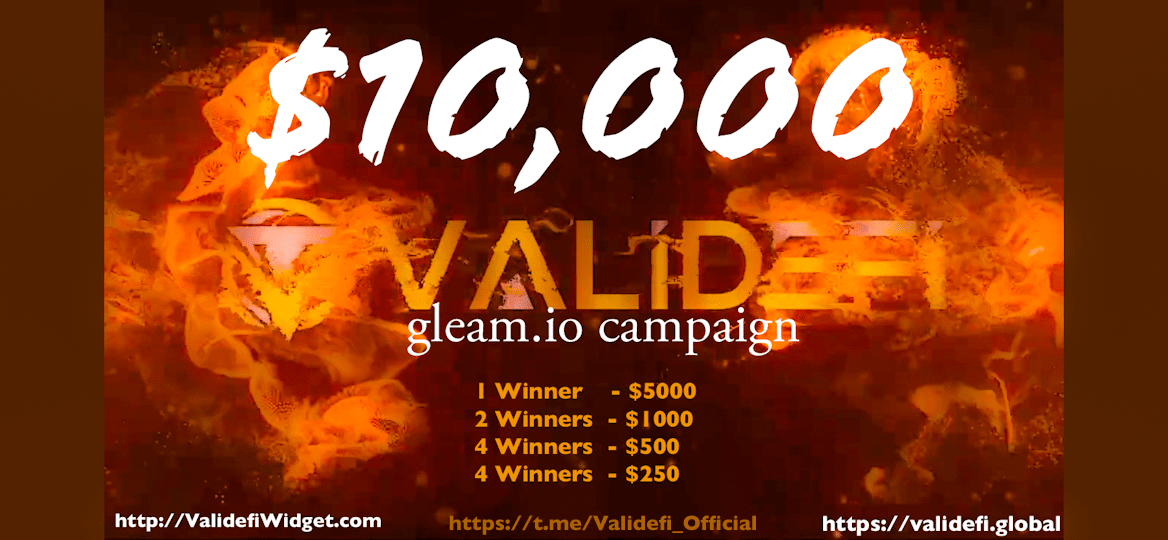 $10,000
VALiDEFi
gleam.io campaign
1 Winner - $5000
2 Winners - $1000
4 Winners - $500
4 Winners - $250
http://ValidefiWidget.com
https://t.me/Validefi_Official
https://validefi.global